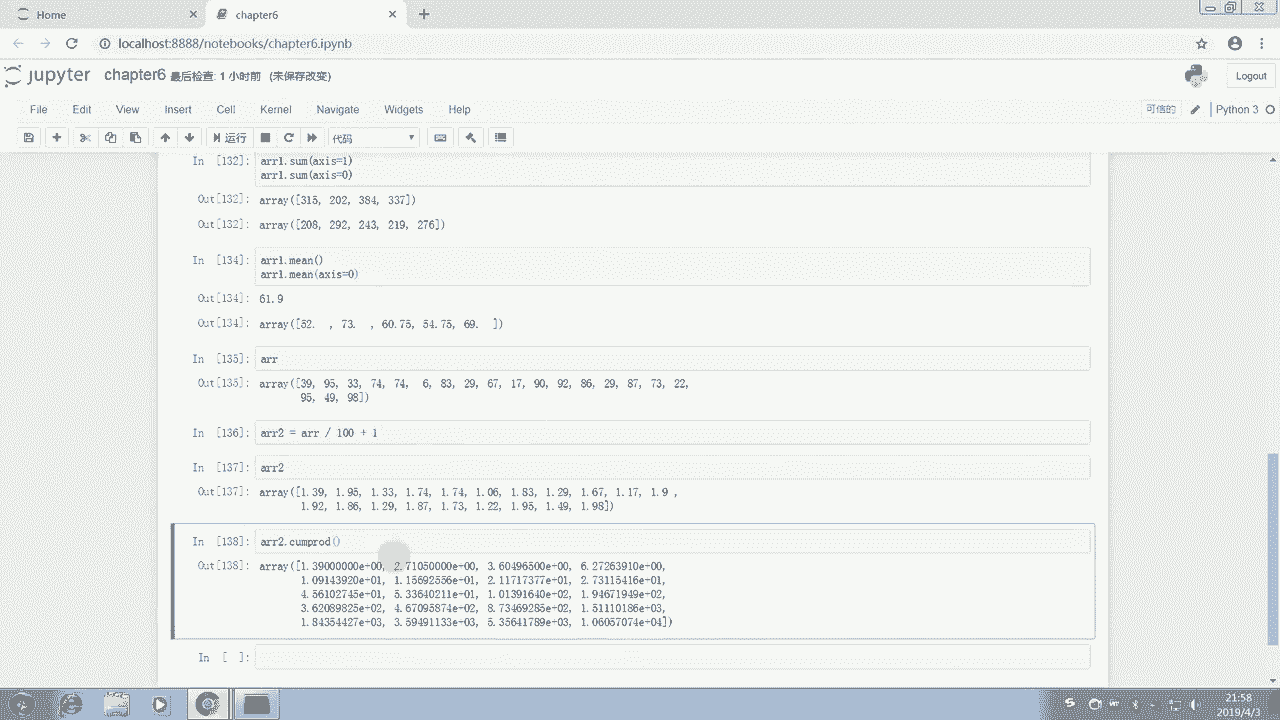 Home
chapter6
localhost:8888/notebooks/chapter6.ipynb
jupyter chapter6 最后检查: 1 小时前 (未保存改变)
Logout
File Edit View Insert Cell Kernel Navigate Widgets Help
可信的 Python 3
运行 代码
In [132]: arr1.sum(axis=1)
arr1.sum(axis=0)
Out[132]: array([315, 202, 384, 337])
Out[132]: array([208, 292, 243, 219, 276])
In [134]: arr1.mean()
arr1.mean(axis=0)
Out[134]: 61.9
Out[134]: array([52. , 73. , 60.75, 54.75, 69. ])
In [135]: arr
Out[135]: array([39, 95, 33, 74, 74, 6, 83, 29, 67, 17, 90, 92, 86, 29, 87, 73, 22,
95, 49, 98])
In [136]: arr2 = arr / 100 + 1
In [137]: arr2
Out[137]: array([1.39, 1.95, 1.33, 1.74, 1.74, 1.06, 1.83, 1.29, 1.67, 1.17, 1.9 ,
1.92, 1.86, 1.29, 1.87, 1.73, 1.22, 1.95, 1.49, 1.98])
In [138]: arr2.cumprod()
Out[138]: array([1.39000000e+00, 2.71050000e+00, 3.60496500e+00, 6.27263910e+00,
1.09143920e+01, 1.15692556e+01, 2.11717377e+01, 2.73115416e+01,
4.56102745e+01, 5.33640211e+01, 1.01391640e+02, 1.94671949e+02,
3.62089825e+02, 4.67095874e+02, 8.73469285e+02, 1.51110186e+03,
1.84354427e+03, 3.59491133e+03, 5.35641789e+03, 1.06057074e+04])
In [ ]:
21:58
2019/4/3